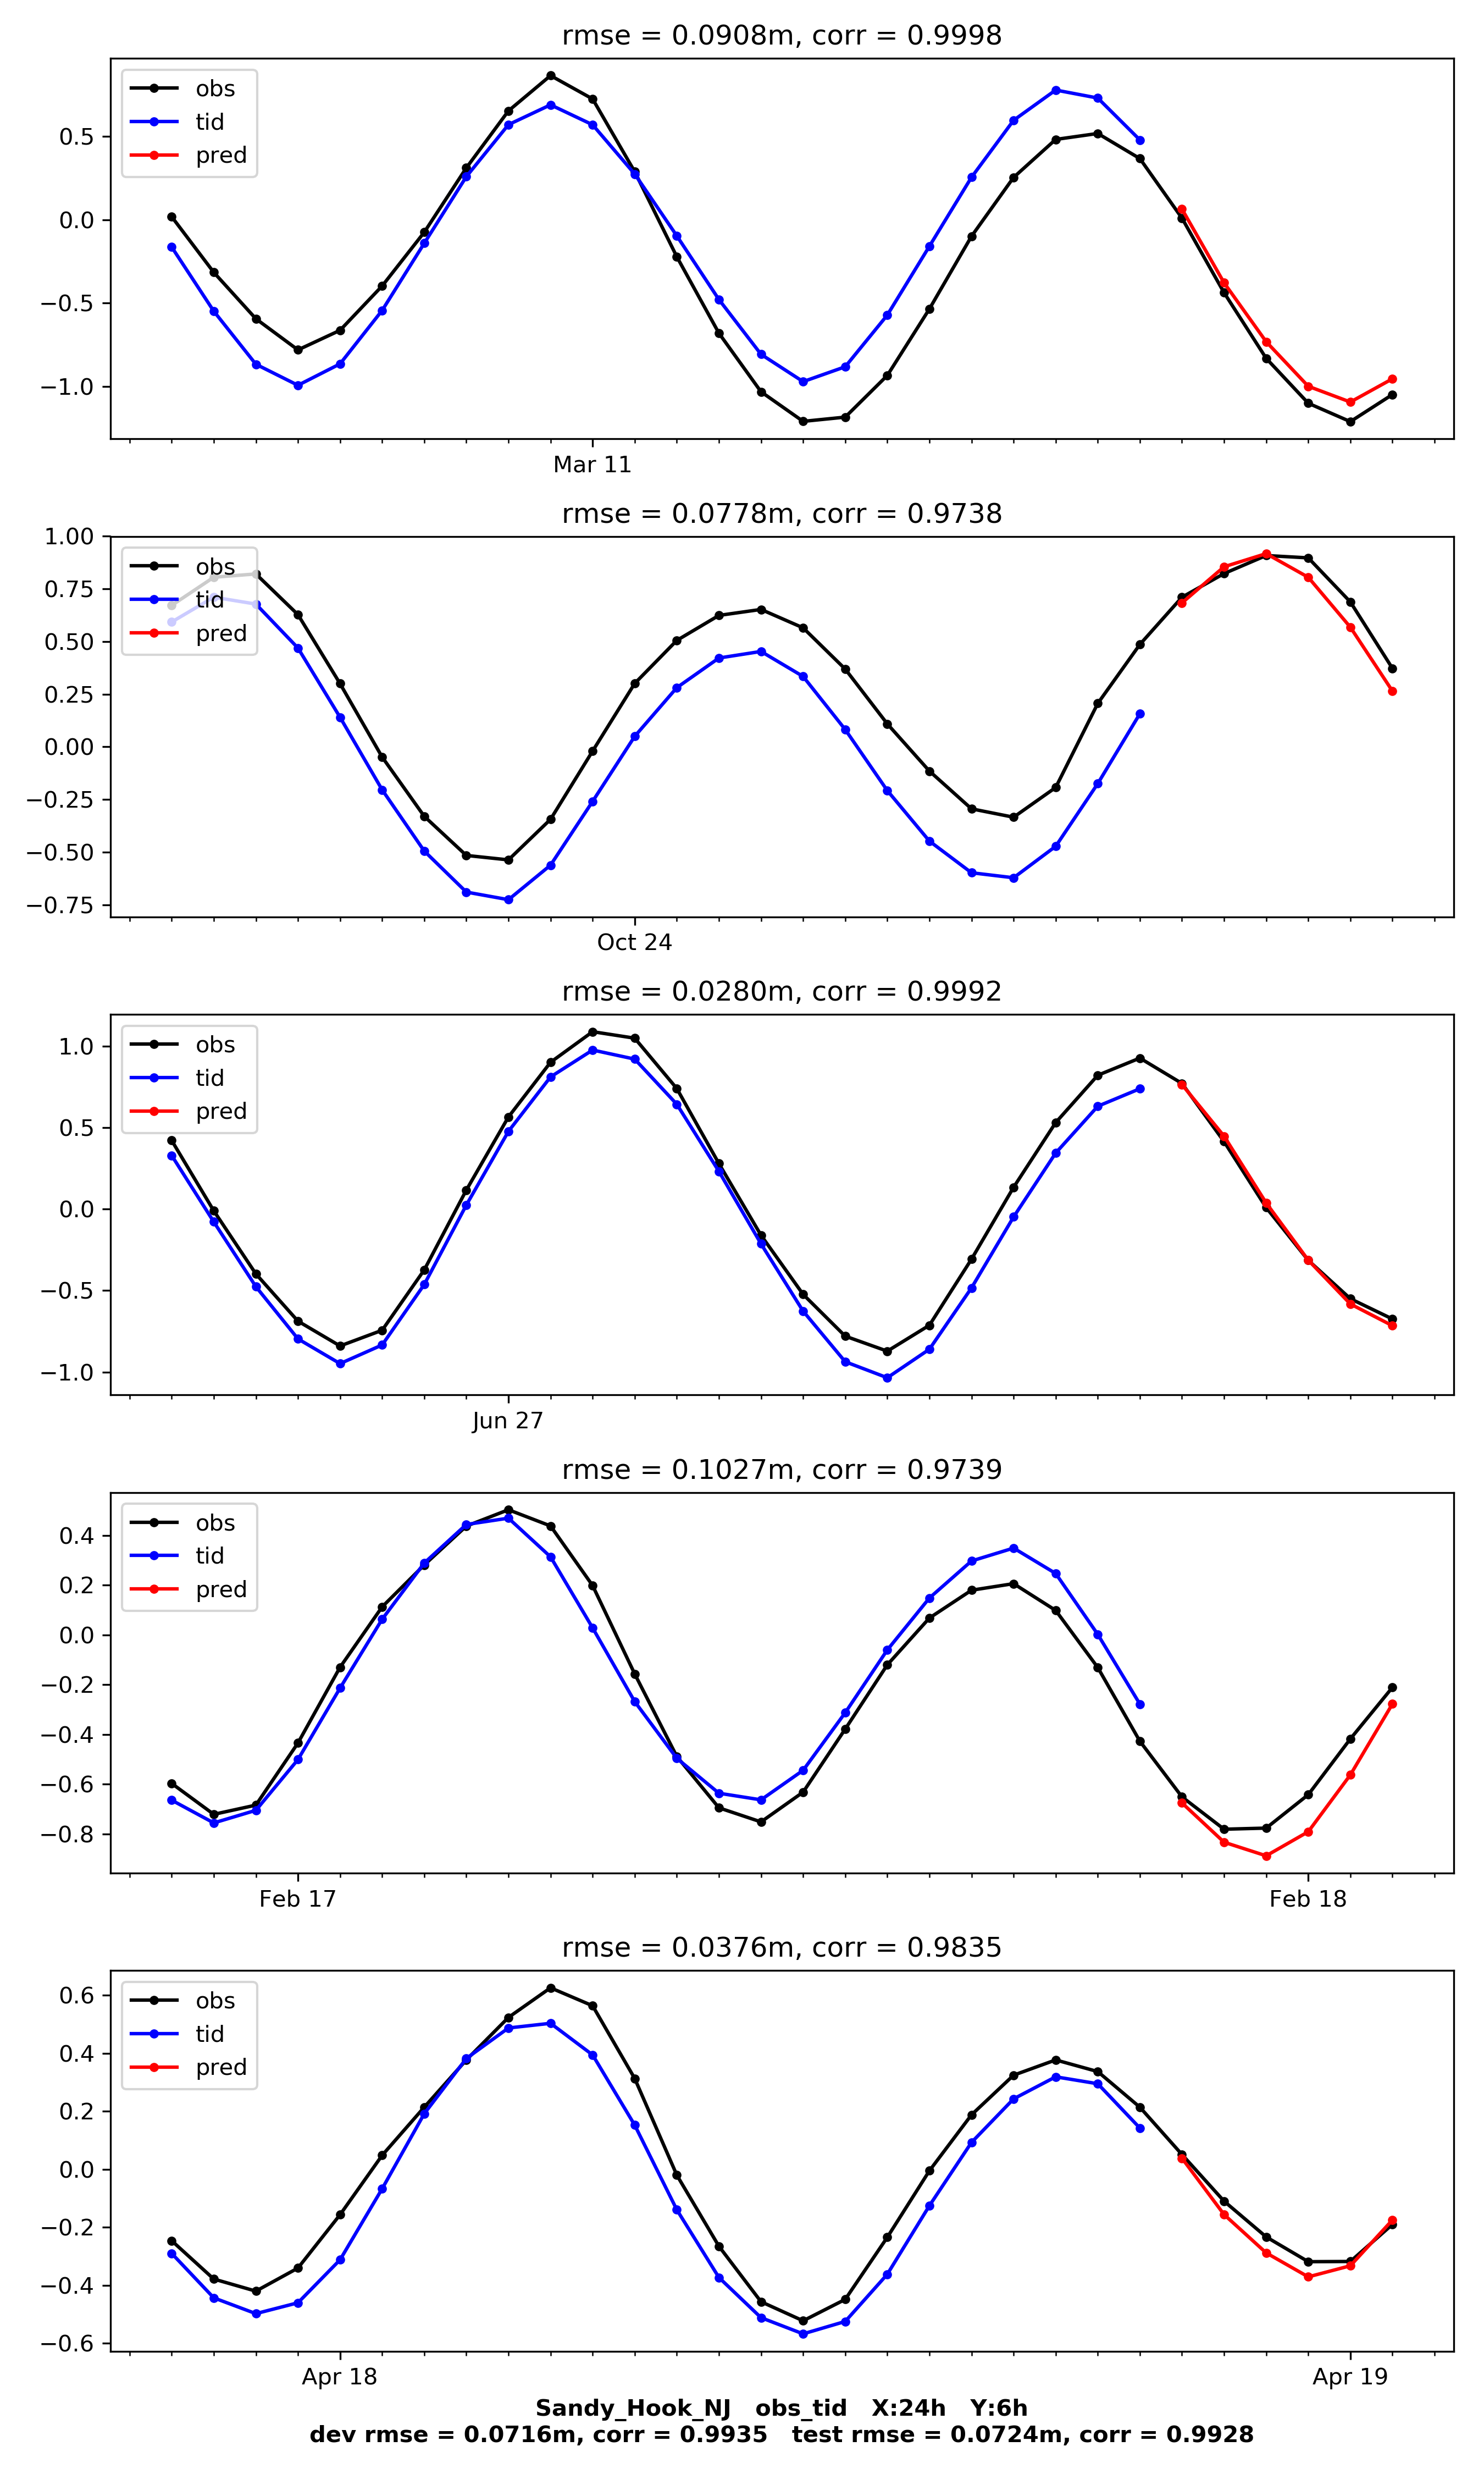 rmse = 0.0908m, corr = 0.9998
obs
tid
pred
0.5
0.0
−0.5
−1.0
Mar 11
rmse = 0.0778m, corr = 0.9738
obs
tid
pred
1.00
0.75
0.50
0.25
0.00
−0.25
−0.50
−0.75
Oct 24
rmse = 0.0280m, corr = 0.9992
obs
tid
pred
1.0
0.5
0.0
−0.5
−1.0
Jun 27
rmse = 0.1027m, corr = 0.9739
obs
tid
pred
0.4
0.2
0.0
−0.2
−0.4
−0.6
−0.8
Feb 17 Feb 18
rmse = 0.0376m, corr = 0.9835
obs
tid
pred
0.6
0.4
0.2
0.0
−0.2
−0.4
−0.6
Apr 18 Apr 19
Sandy_Hook_NJ obs_tid X:24h Y:6h
dev rmse = 0.0716m, corr = 0.9935 test rmse = 0.0724m, corr = 0.9928